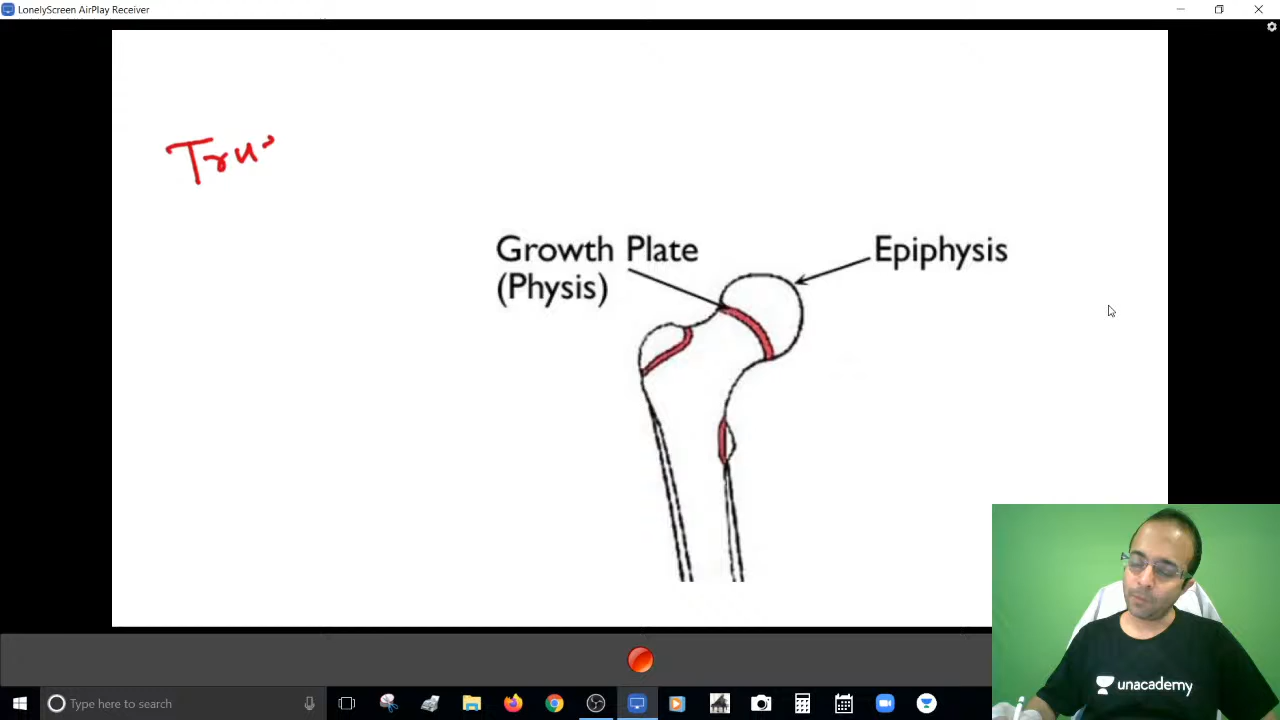 LonelyScreen AirPlay Receiver
Tru
Growth Plate
(Physis)
Epiphysis
unacademy
Type here to search